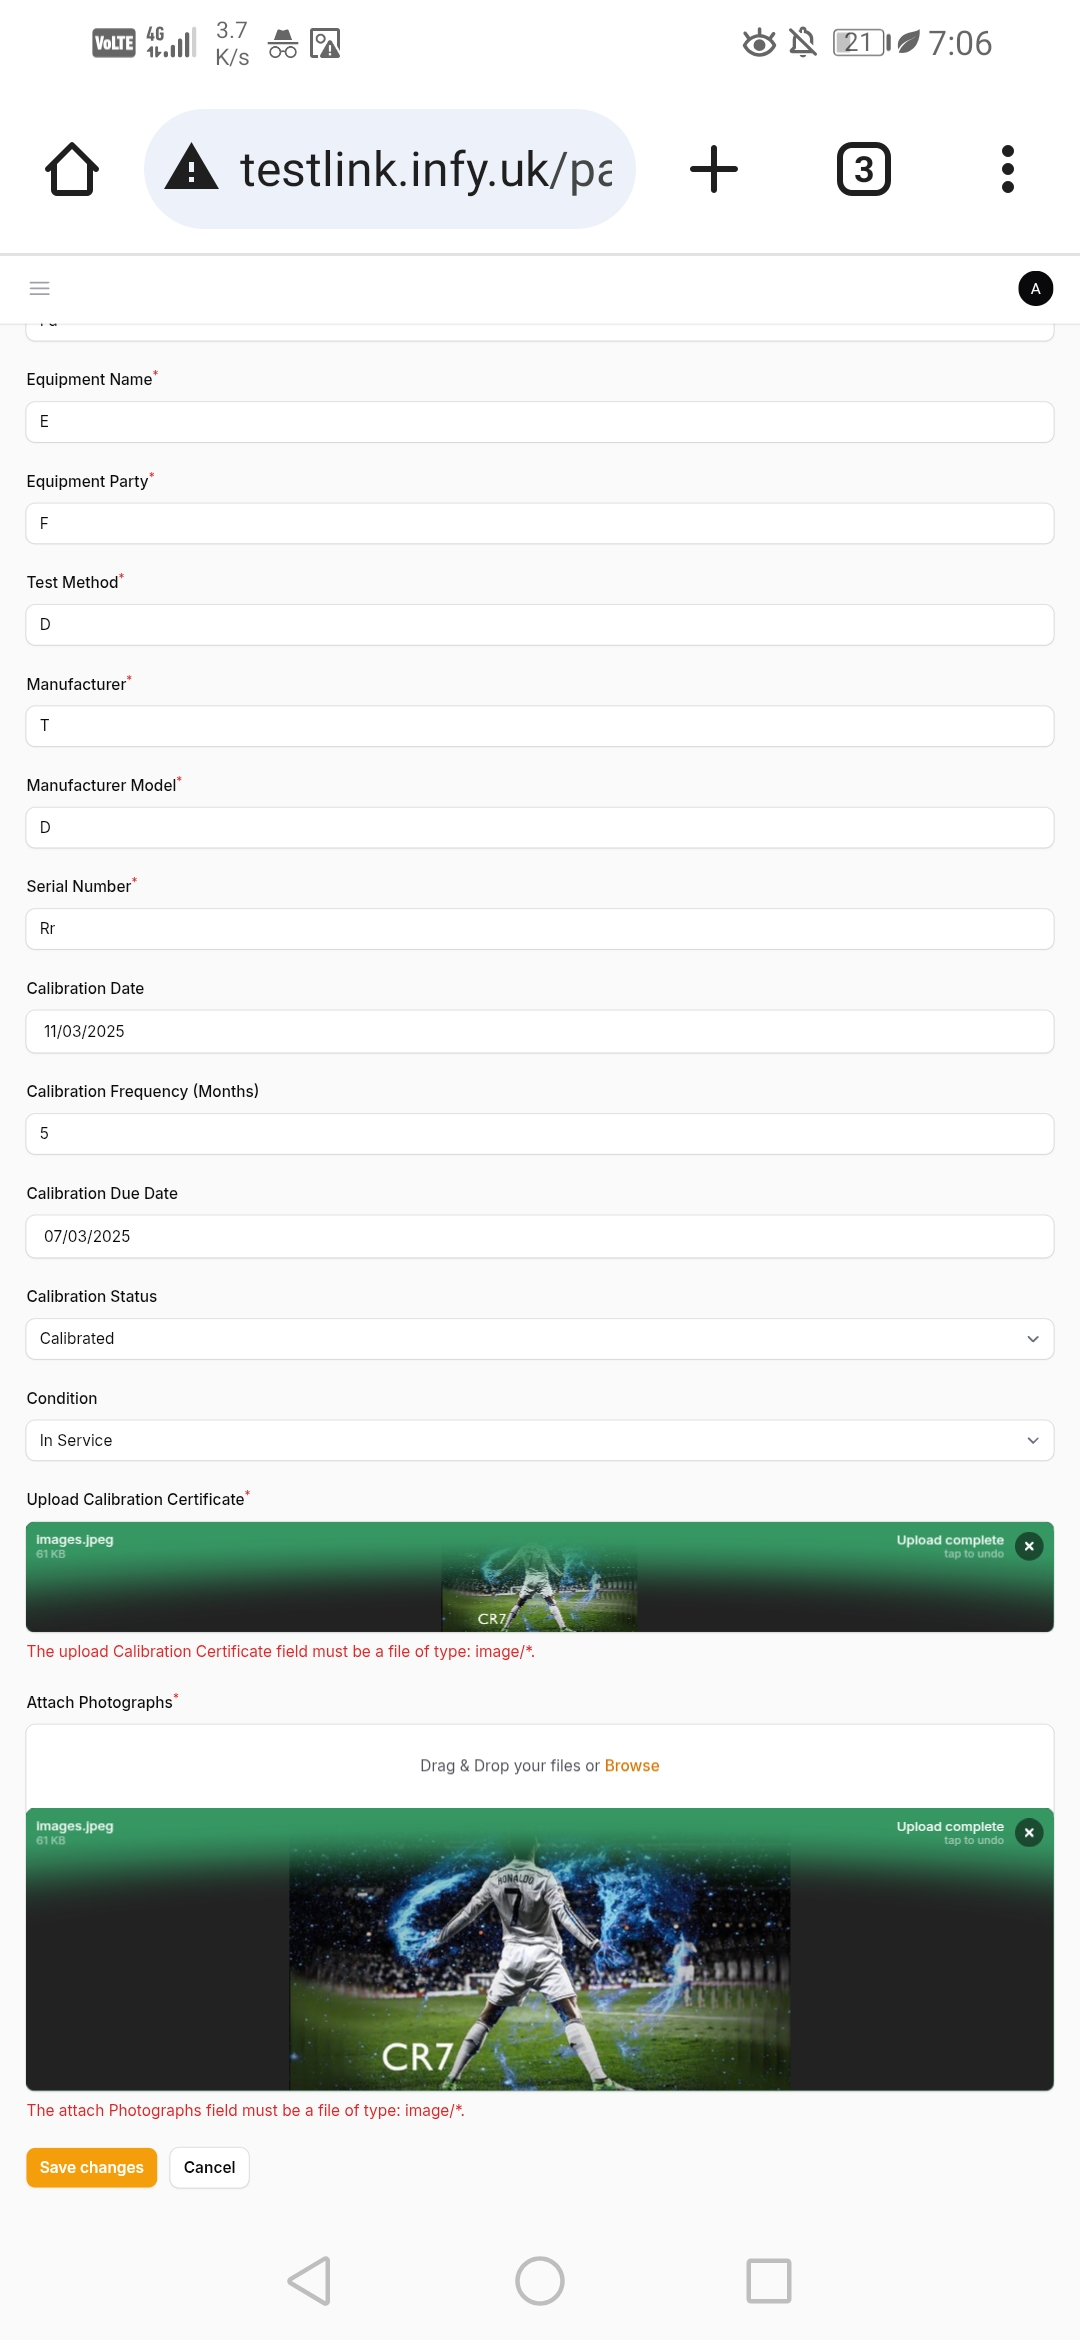 VoLTE 4G 3.7 K/s 21 7:06
testlink.infy.uk/pa
3
A
Equipment Name*
E
Equipment Party*
F
Test Method*
D
Manufacturer*
T
Manufacturer Model*
D
Serial Number*
Rr
Calibration Date
11/03/2025
Calibration Frequency (Months)
5
Calibration Due Date
07/03/2025
Calibration Status
Calibrated
Condition
In Service
Upload Calibration Certificate*
images.jpeg Upload complete
61 KB tap to undo
CR7
The upload Calibration Certificate field must be a file of type: image/*.
Attach Photographs*
Drag & Drop your files or Browse
images.jpeg Upload complete
61 KB tap to undo
RONALDO
7
CR7
The attach Photographs field must be a file of type: image/*.
Save changes Cancel